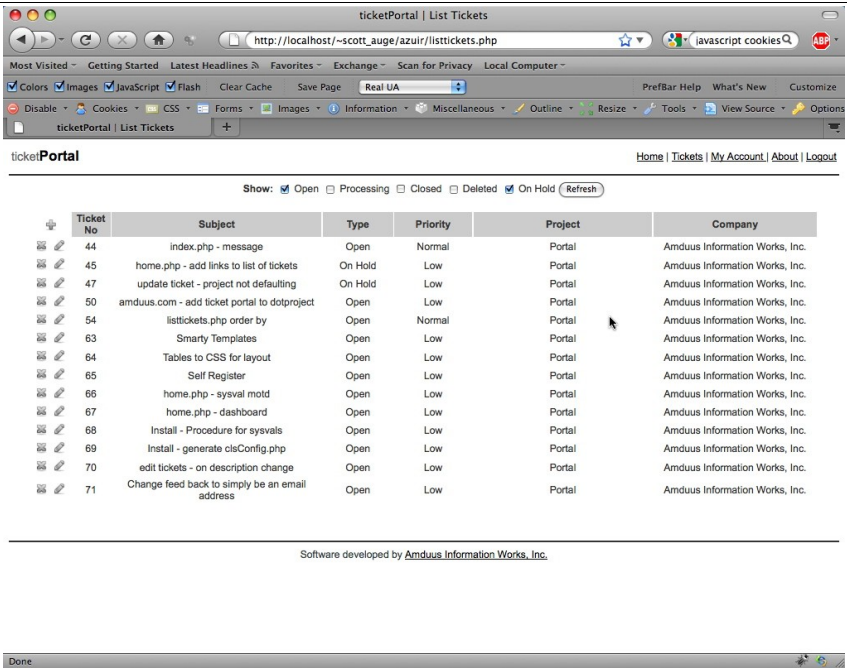 ticketPortal | List Tickets
http://localhost/~scott_auge/azuir/listtickets.php
javascript cookies
ABP
Most Visited Getting Started Latest Headlines Favorites Exchange Scan for Privacy Local Computer
Colors Images JavaScript Flash Clear Cache Save Page Real UA PrefBar Help What's New Customize
Disable Cookies CSS Forms Images Information Miscellaneous Outline Resize Tools View Source Options
ticketPortal | List Tickets
ticketPortal
Home | Tickets | My Account | About | Logout
Show: Open Processing Closed Deleted On Hold Refresh
Ticket No Subject Type Priority Project Company
44 index.php - message Open Normal Portal Amduus Information Works, Inc.
45 home.php - add links to list of tickets On Hold Low Portal Amduus Information Works, Inc.
47 update ticket - project not defaulting On Hold Low Portal Amduus Information Works, Inc.
50 amduus.com - add ticket portal to dotproject Open Low Portal Amduus Information Works, Inc.
54 listtickets.php order by Open Normal Portal Amduus Information Works, Inc.
63 Smarty Templates Open Low Portal Amduus Information Works, Inc.
64 Tables to CSS for layout Open Low Portal Amduus Information Works, Inc.
65 Self Register Open Low Portal Amduus Information Works, Inc.
66 home.php - sysval motd Open Low Portal Amduus Information Works, Inc.
67 home.php - dashboard Open Low Portal Amduus Information Works, Inc.
68 Install - Procedure for sysvals Open Low Portal Amduus Information Works, Inc.
69 Install - generate clsConfig.php Open Low Portal Amduus Information Works, Inc.
70 edit tickets - on description change Open Low Portal Amduus Information Works, Inc.
71 Change feed back to simply be an email address Open Low Portal Amduus Information Works, Inc.
Software developed by Amduus Information Works, Inc.
Done